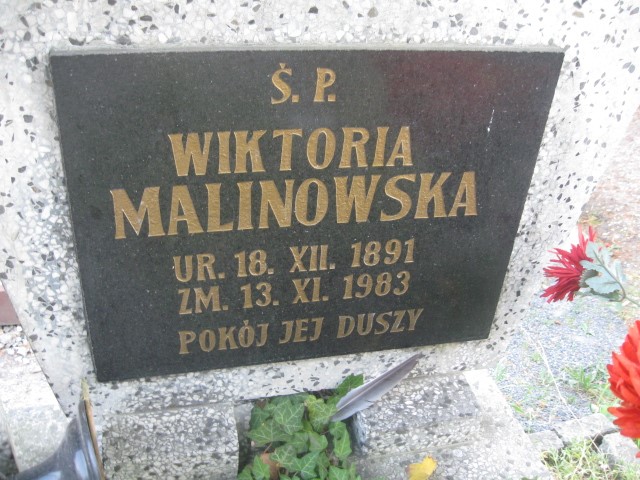 Ś. P.
WIKTORIA
MALINOWSKA
UR. 18. XII. 1891
ZM. 13. XI. 1983
POKÓJ JEJ DUSZY